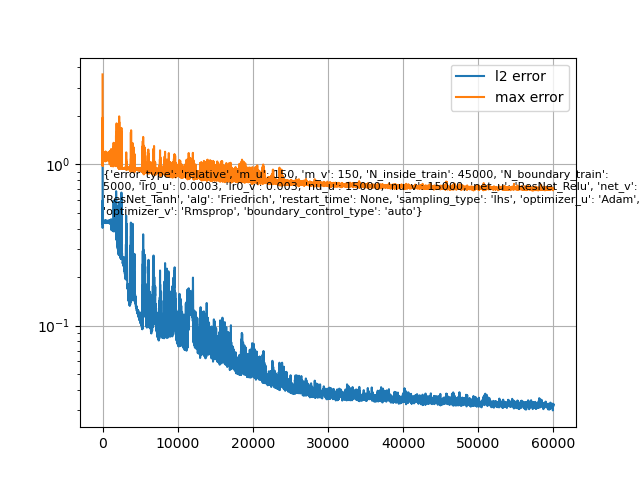 l2 error
max error
10⁰
{'error_type': 'relative', 'm_u': 150, 'm_v': 150, 'N_inside_train': 45000, 'N_boundary_train':
5000, 'lr0_u': 0.0003, 'lr0_v': 0.003, 'nu_u': 15000, 'nu_v': 15000, 'net_u': 'ResNet_Relu', 'net_v':
'ResNet_Tanh', 'alg': 'Friedrich', 'restart_time': None, 'sampling_type': 'lhs', 'optimizer_u': 'Adam',
'optimizer_v': 'Rmsprop', 'boundary_control_type': 'auto'}
10⁻¹
0 10000 20000 30000 40000 50000 60000